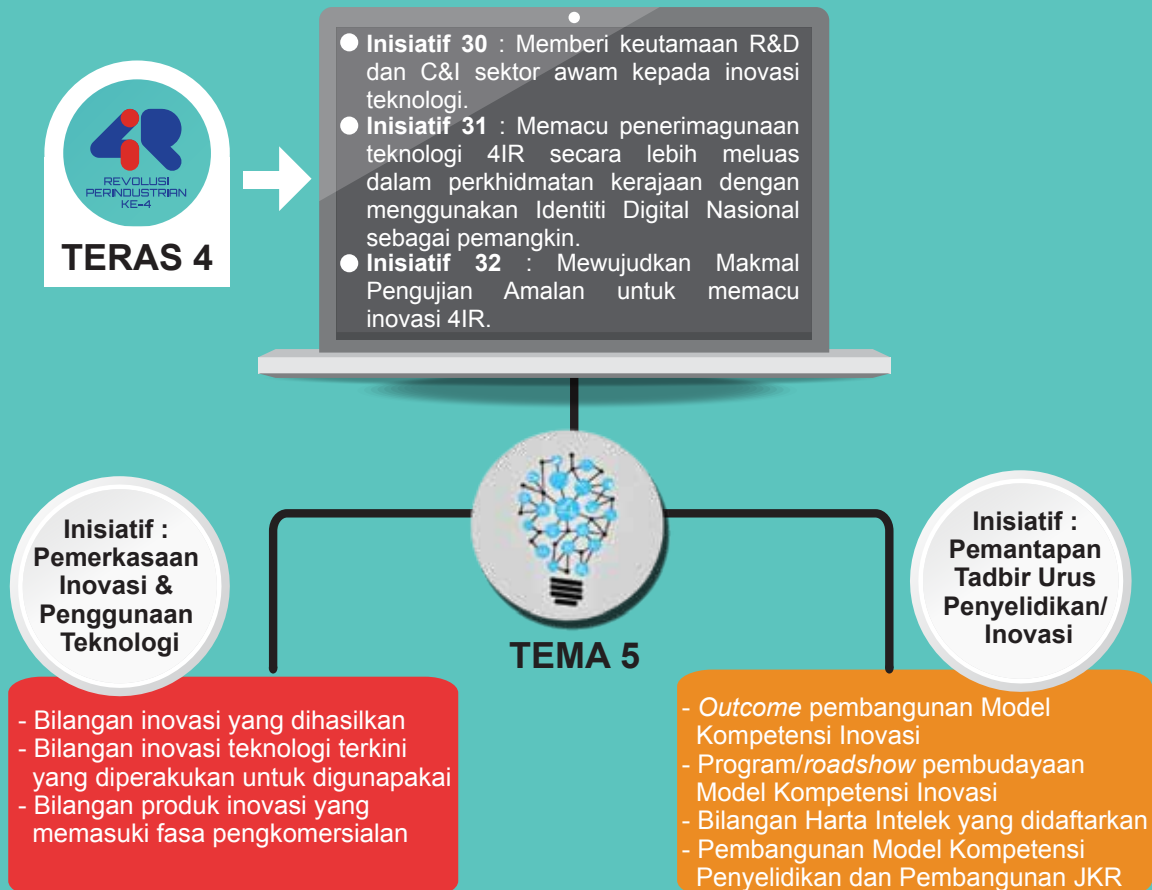 Inisiatif 30 : Memberi keutamaan R&D
dan C&I sektor awam kepada inovasi
teknologi.
Inisiatif 31 : Memacu penerimagunaan
teknologi 4IR secara lebih meluas
dalam perkhidmatan kerajaan dengan
menggunakan Identiti Digital Nasional
sebagai pemangkin.
Inisiatif 32 : Mewujudkan Makmal
Pengujian Amalan untuk memacu
inovasi 4IR.
4IR
REVOLUSI
PERINDUSTRIAN
KE-4
TERAS 4
TEMA 5
Inisiatif :
Pemerkasaan
Inovasi &
Penggunaan
Teknologi
- Bilangan inovasi yang dihasilkan
- Bilangan inovasi teknologi terkini
yang diperakukan untuk digunapakai
- Bilangan produk inovasi yang
memasuki fasa pengkomersialan
Inisiatif :
Pemantapan
Tadbir Urus
Penyelidikan/
Inovasi
- Outcome pembangunan Model
Kompetensi Inovasi
- Program/roadshow pembudayaan
Model Kompetensi Inovasi
- Bilangan Harta Intelek yang didaftarkan
- Pembangunan Model Kompetensi
Penyelidikan dan Pembangunan JKR